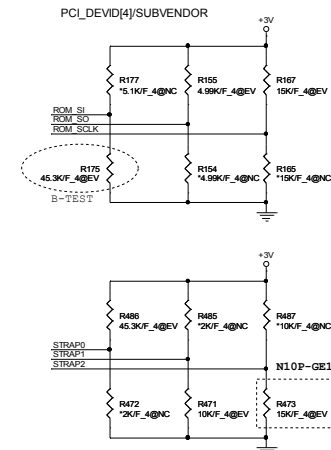 PCI_DEVID[4]/SUBVENDOR
+3V
R177
*5.1K/F_4@NC
R155
4.99K/F_4@EV
R167
15K/F_4@EV
ROM_SI
ROM_SO
ROM_SCLK
R175
45.3K/F_4@EV
R154
*4.99K/F_4@NC
R165
*15K/F_4@NC
B-TEST
+3V
R486
45.3K/F_4@EV
R485
*2K/F_4@NC
R487
*10K/F_4@NC
STRAP0
STRAP1
STRAP2
N10P-GE1
R472
*2K/F_4@NC
R471
10K/F_4@EV
R473
15K/F_4@EV